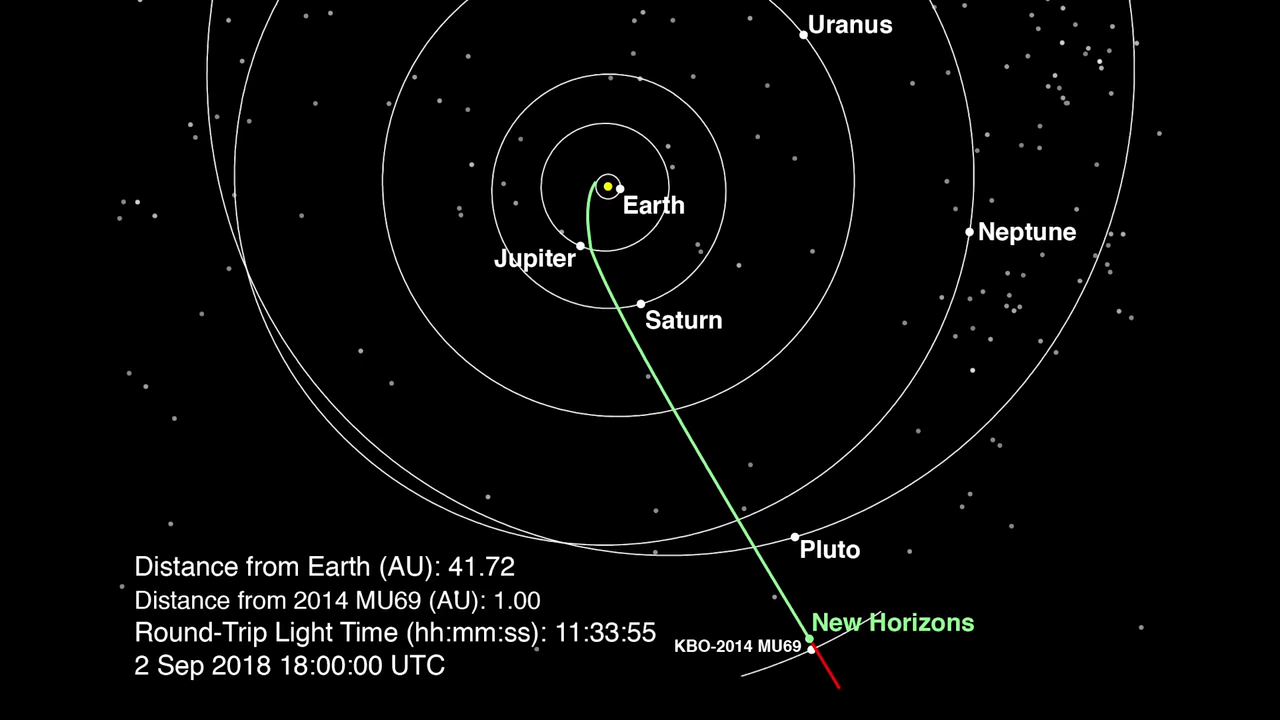 Uranus
Earth
Neptune
Jupiter
Saturn
Pluto
Distance from Earth (AU): 41.72
Distance from 2014 MU69 (AU): 1.00
New Horizons
Round-Trip Light Time (hh:mm:ss): 11:33:55
KBO-2014 MU69
2 Sep 2018 18:00:00 UTC